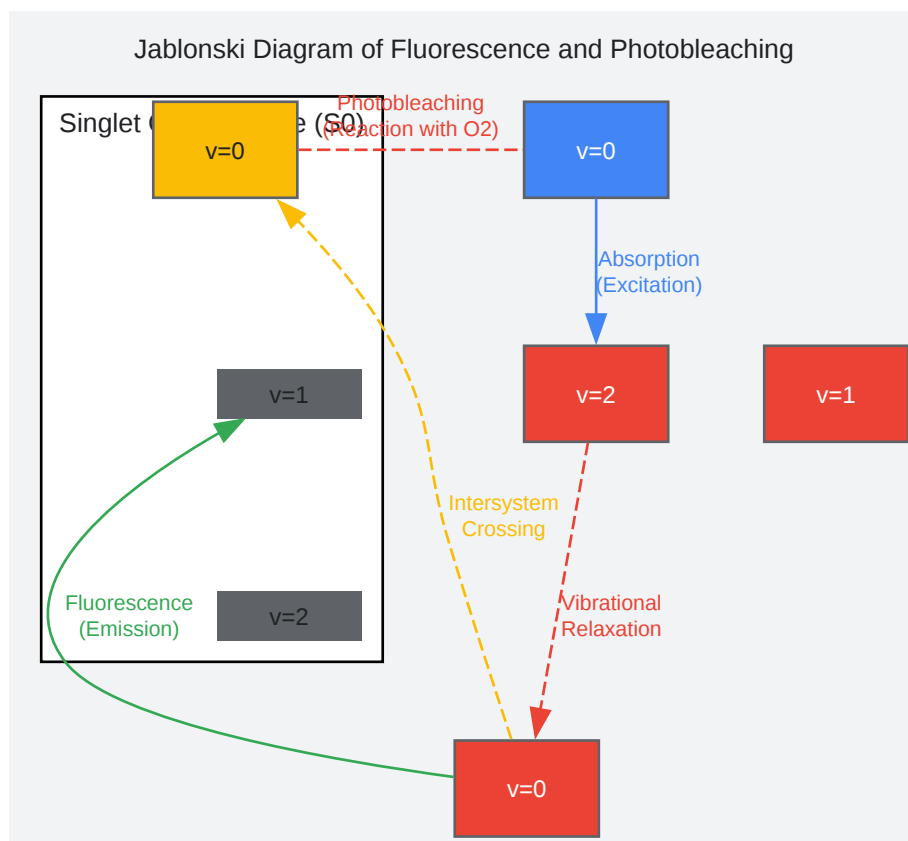 Jablonski Diagram of Fluorescence and Photobleaching
Singlet (S0)
Photobleaching
(Reaction with O2)
v=0
v=0
Absorption
(Excitation)
v=1
v=2
v=1
Intersystem
Crossing
Fluorescence
(Emission)
v=2
Vibrational
Relaxation
v=0